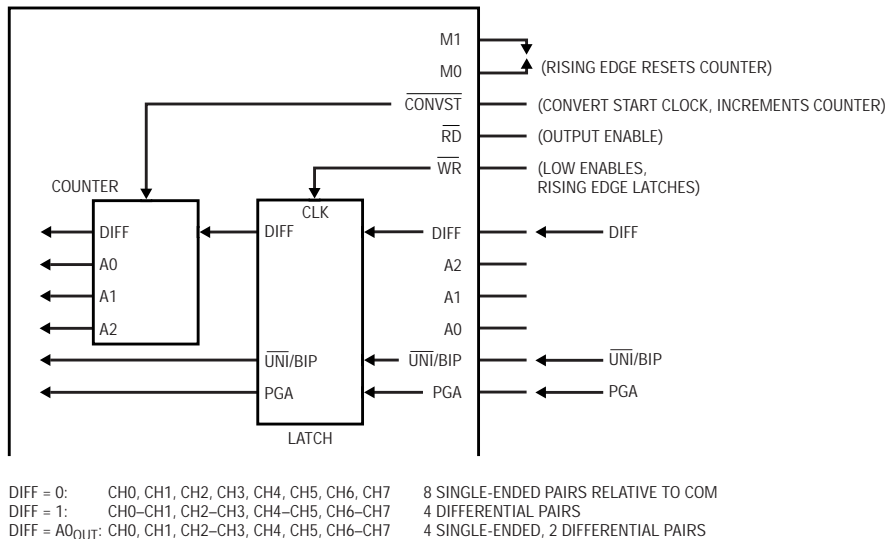 M1
M0
(RISING EDGE RESETS COUNTER)
CONVST
(CONVERT START CLOCK, INCREMENTS COUNTER)
RD
(OUTPUT ENABLE)
WR
(LOW ENABLES,
RISING EDGE LATCHES)
COUNTER
CLK
DIFF
DIFF
DIFF
DIFF
A0
A2
A1
A1
A2
A0
UNI/BIP
UNI/BIP
UNI/BIP
PGA
PGA
PGA
LATCH
DIFF = 0: CH0, CH1, CH2, CH3, CH4, CH5, CH6, CH7 8 SINGLE-ENDED PAIRS RELATIVE TO COM
DIFF = 1: CH0–CH1, CH2–CH3, CH4–CH5, CH6–CH7 4 DIFFERENTIAL PAIRS
DIFF = A0OUT: CH0, CH1, CH2–CH3, CH4, CH5, CH6–CH7 4 SINGLE-ENDED, 2 DIFFERENTIAL PAIRS